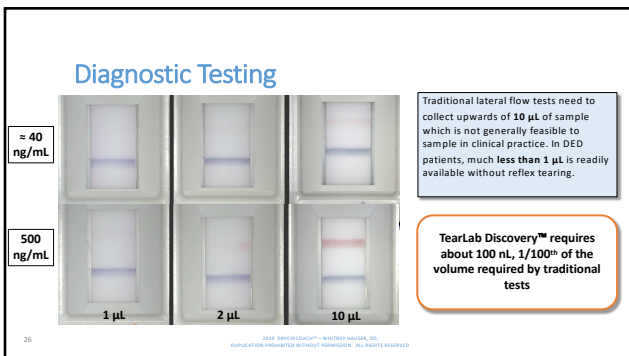 Diagnostic Testing
≈ 40
ng/mL
500
ng/mL
1 µL
2 µL
10 µL
Traditional lateral flow tests need to
collect upwards of 10 µL of sample
which is not generally feasible to
sample in clinical practice. In DED
patients, much less than 1 µL is readily
available without reflex tearing.
TearLab Discovery™ requires
about 100 nL, 1/100th of the
volume required by traditional
tests
26
2019 DRYEYECOACH™ – WHITNEY HAUSER, OD,
DUPLICATION PROHIBITED WITHOUT PERMISSION. ALL RIGHTS RESERVED